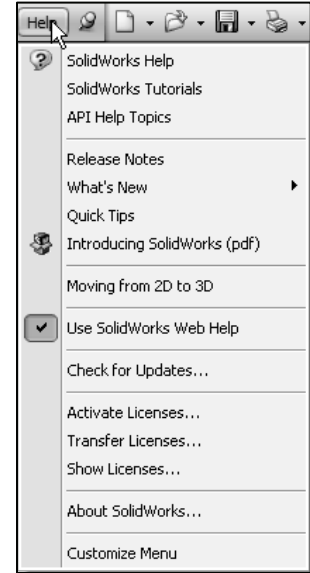 Help
SolidWorks Help
SolidWorks Tutorials
API Help Topics
Release Notes
What's New
Quick Tips
Introducing SolidWorks (pdf)
Moving from 2D to 3D
Use SolidWorks Web Help
Check for Updates...
Activate Licenses...
Transfer Licenses...
Show Licenses...
About SolidWorks...
Customize Menu